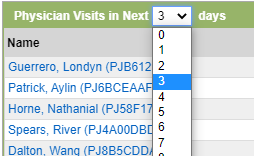 Physician Visits in Next 3 days
Name
Guerrero, Londyn (PJB612
Patrick, Aylin (PJ6BCEAAF
Horne, Nathanial (PJ58F17
Spears, River (PJ4A00DBD
Dalton, Wang (PJ8B5CDDA
0
1
2
3
4
5
6
7